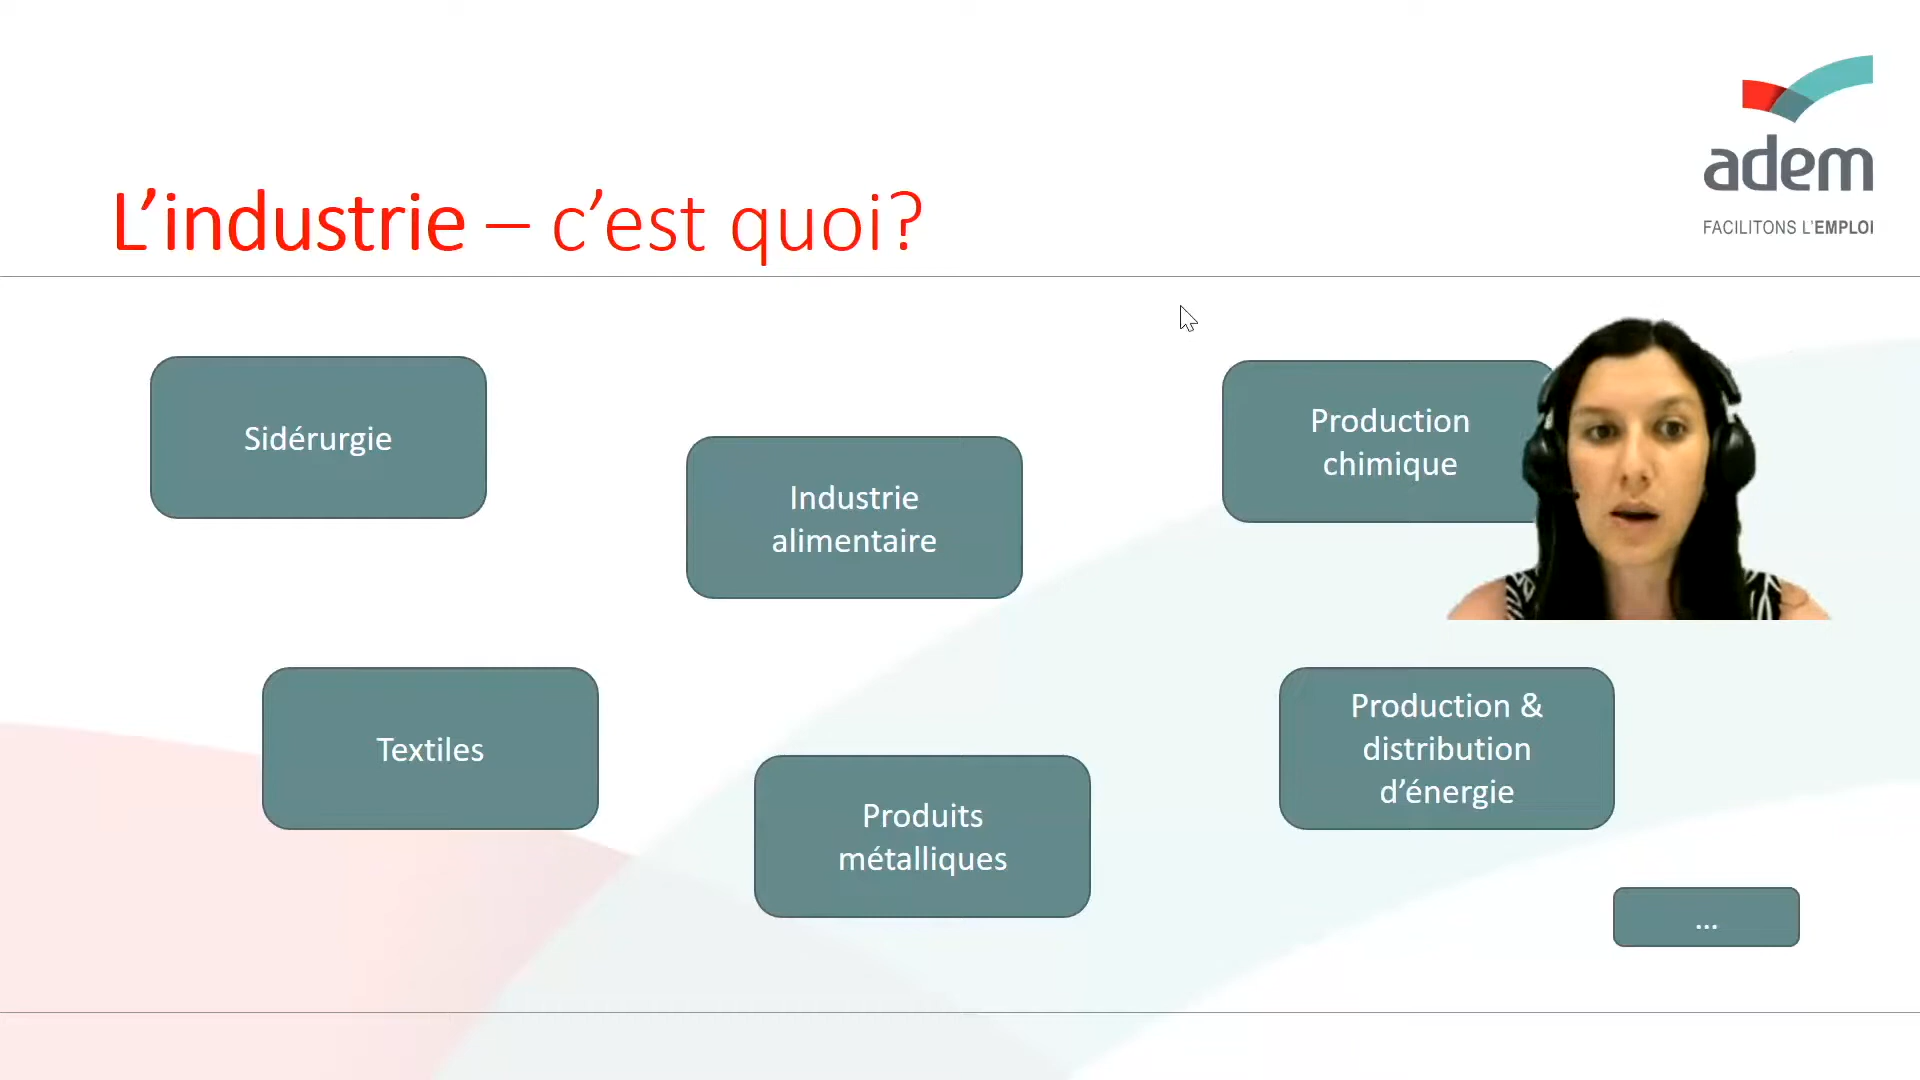 adem
FACILITONS L'EMPLOI
L’industrie – c’est quoi?
Sidérurgie
Industrie
alimentaire
Production
chimique
Textiles
Produits
métalliques
Production &
distribution
d’énergie
...